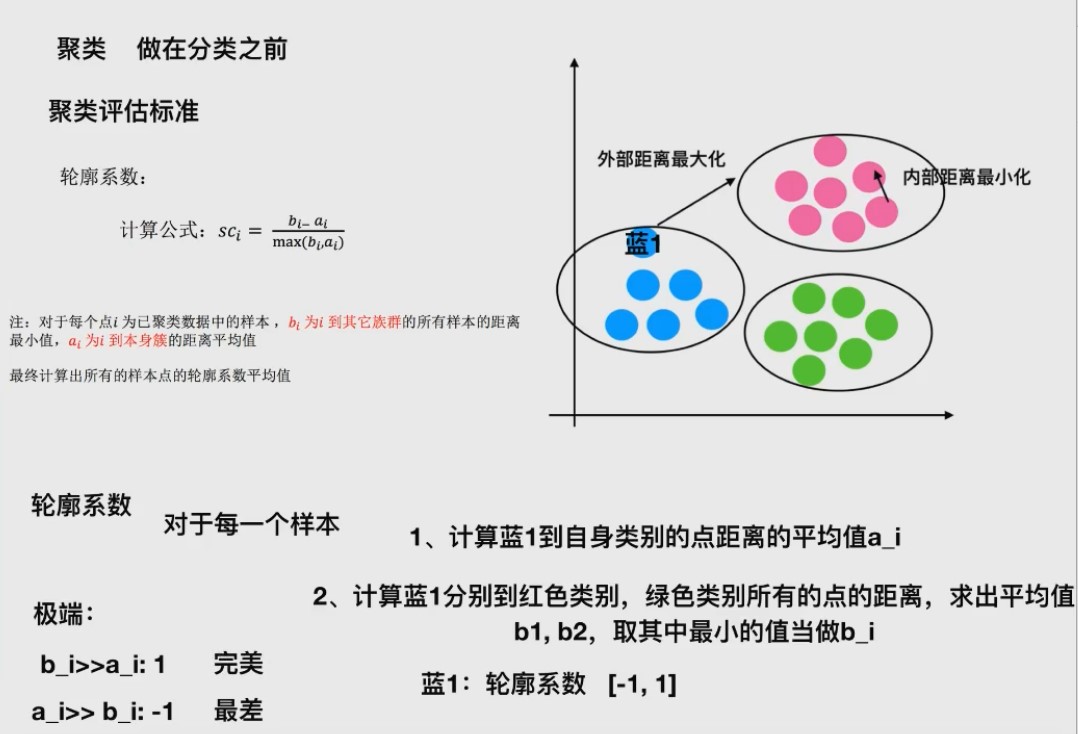 聚类 做在分类之前
聚类评估标准
轮廓系数:
计算公式: sc_i = \frac{b_i- a_i}{max(b_i,a_i)}
外部距离最大化
内部距离最小化
蓝1
注:对于每个点i 为已聚类数据中的样本 , b_i 为i 到其它族群的所有样本的距离
最小值,a_i 为i 到本身簇的距离平均值
最终计算出所有的样本点的轮廓系数平均值
轮廓系数
对于每一个样本
1、计算蓝1到自身类别的点距离的平均值a_i
2、计算蓝1分别到红色类别,绿色类别所有的点的距离,求出平均值
b1, b2,取其中最小的值当做b_i
极端:
b_i>>a_i: 1 完美
蓝1:轮廓系数 [-1, 1]
a_i>> b_i: -1 最差